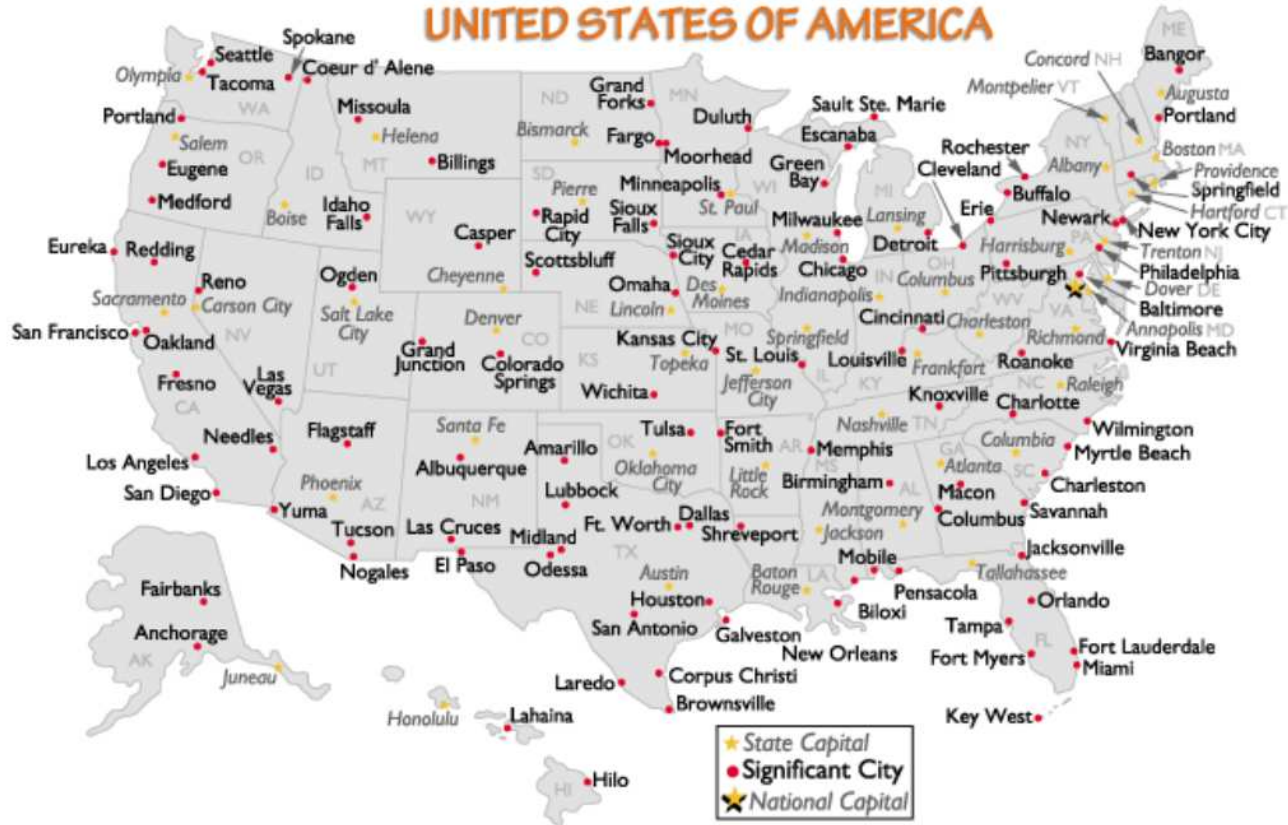 UNITED STATES OF AMERICA
Spokane
Seattle
Olympia
Tacoma
Coeur d' Alene
WA
Portland
Salem
OR
Eugene
Medford
Missoula
Helena
MT
Billings
ID
Boise
Idaho
Falls
ND
Bismarck
Grand
Forks
Fargo
MN
Moorhead
Duluth
SD
Pierre
Rapid
City
Sioux
Falls
Minneapolis
St. Paul
WY
Casper
Cheyenne
Scottsbluff
Sault Ste. Marie
Escanaba
Green
Bay
WI
Milwaukee
Madison
MI
Lansing
Detroit
Cleveland
Rochester
Buffalo
NY
Albany
Erie
Concord NH
Montpelier VT
ME
Bangor
Augusta
Portland
Boston MA
Providence
Springfield
Hartford CT
Newark
New York City
Harrisburg
PA
Trenton NJ
Pittsburgh
Philadelphia
Dover DE
Baltimore
Annapolis MD
Eureka
Redding
Reno
Sacramento
Carson City
NV
San Francisco
Oakland
Fresno
CA
Las
Vegas
Needles
Los Angeles
San Diego
Ogden
Salt Lake
City
UT
Denver
CO
Grand
Junction
Colorado
Springs
Sioux
City
IA
Cedar
Rapids
Omaha
Des
Moines
NE
Lincoln
Chicago
IN
Indianapolis
OH
Columbus
Cincinnati
WV
Charleston
VA
Richmond
Virginia Beach
Roanoke
KS
Kansas City
Topeka
Wichita
MO
St. Louis
Jefferson
City
Springfield
IL
Louisville
KY
Frankfort
NC
Raleigh
Knoxville
Charlotte
Nashville
TN
Wilmington
Myrtle Beach
Columbia
SC
Charleston
Flagstaff
Phoenix
AZ
Yuma
Tucson
Nogales
Santa Fe
Albuquerque
NM
Las Cruces
El Paso
Amarillo
Lubbock
Midland
Odessa
OK
Tulsa
Oklahoma
City
Fort
Smith
AR
Little
Rock
Memphis
MS
Birmingham
AL
Montgomery
Jackson
GA
Atlanta
Macon
Columbus
Savannah
Ft. Worth
Dallas
Shreveport
TX
Austin
Houston
San Antonio
Galveston
Baton
Rouge
LA
Mobile
Pensacola
Biloxi
New Orleans
Jacksonville
Tallahassee
Orlando
Tampa
FL
Fort Myers
Fort Lauderdale
Miami
Key West
Laredo
Corpus Christi
Brownsville
Fairbanks
Anchorage
AK
Juneau
Honolulu
Lahaina
HI
Hilo
State Capital
Significant City
National Capital